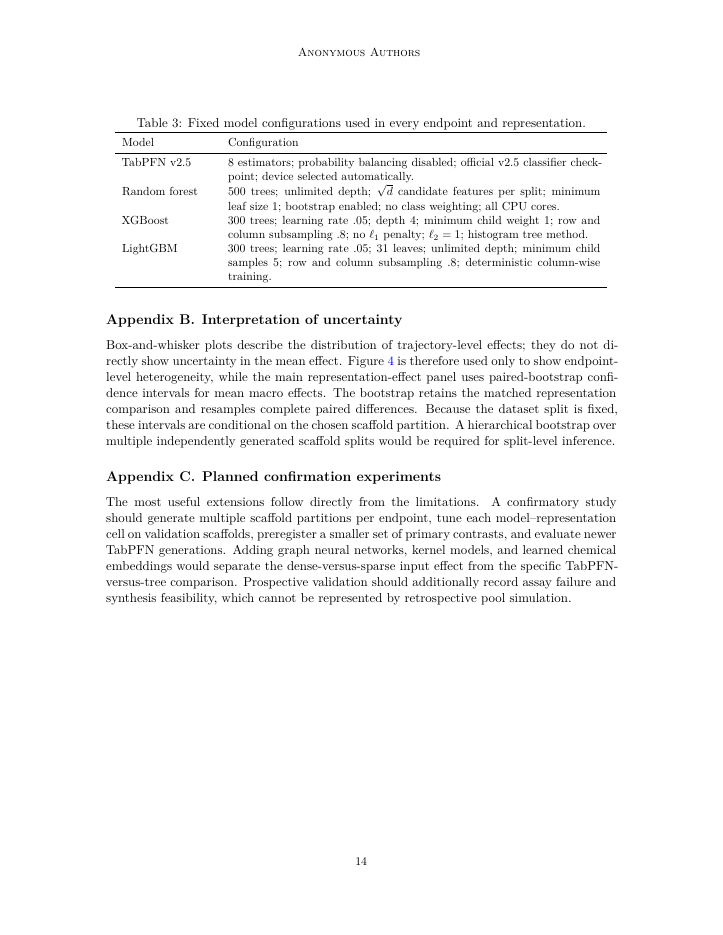 Anonymous Authors
Table 3: Fixed model configurations used in every endpoint and representation.
Model Configuration
TabPFN v2.5 8 estimators; probability balancing disabled; official v2.5 classifier check-
point; device selected automatically.
Random forest 500 trees; unlimited depth; √d candidate features per split; minimum
leaf size 1; bootstrap enabled; no class weighting; all CPU cores.
XGBoost 300 trees; learning rate .05; depth 4; minimum child weight 1; row and
column subsampling .8; no ℓ1 penalty; ℓ2 = 1; histogram tree method.
LightGBM 300 trees; learning rate .05; 31 leaves; unlimited depth; minimum child
samples 5; row and column subsampling .8; deterministic column-wise
training.
Appendix B. Interpretation of uncertainty
Box-and-whisker plots describe the distribution of trajectory-level effects; they do not di-
rectly show uncertainty in the mean effect. Figure 4 is therefore used only to show endpoint-
level heterogeneity, while the main representation-effect panel uses paired-bootstrap confi-
dence intervals for mean macro effects. The bootstrap retains the matched representation
comparison and resamples complete paired differences. Because the dataset split is fixed,
these intervals are conditional on the chosen scaffold partition. A hierarchical bootstrap over
multiple independently generated scaffold splits would be required for split-level inference.
Appendix C. Planned confirmation experiments
The most useful extensions follow directly from the limitations. A confirmatory study
should generate multiple scaffold partitions per endpoint, tune each model–representation
cell on validation scaffolds, preregister a smaller set of primary contrasts, and evaluate newer
TabPFN generations. Adding graph neural networks, kernel models, and learned chemical
embeddings would separate the dense-versus-sparse input effect from the specific TabPFN-
versus-tree comparison. Prospective validation should additionally record assay failure and
synthesis feasibility, which cannot be represented by retrospective pool simulation.
14